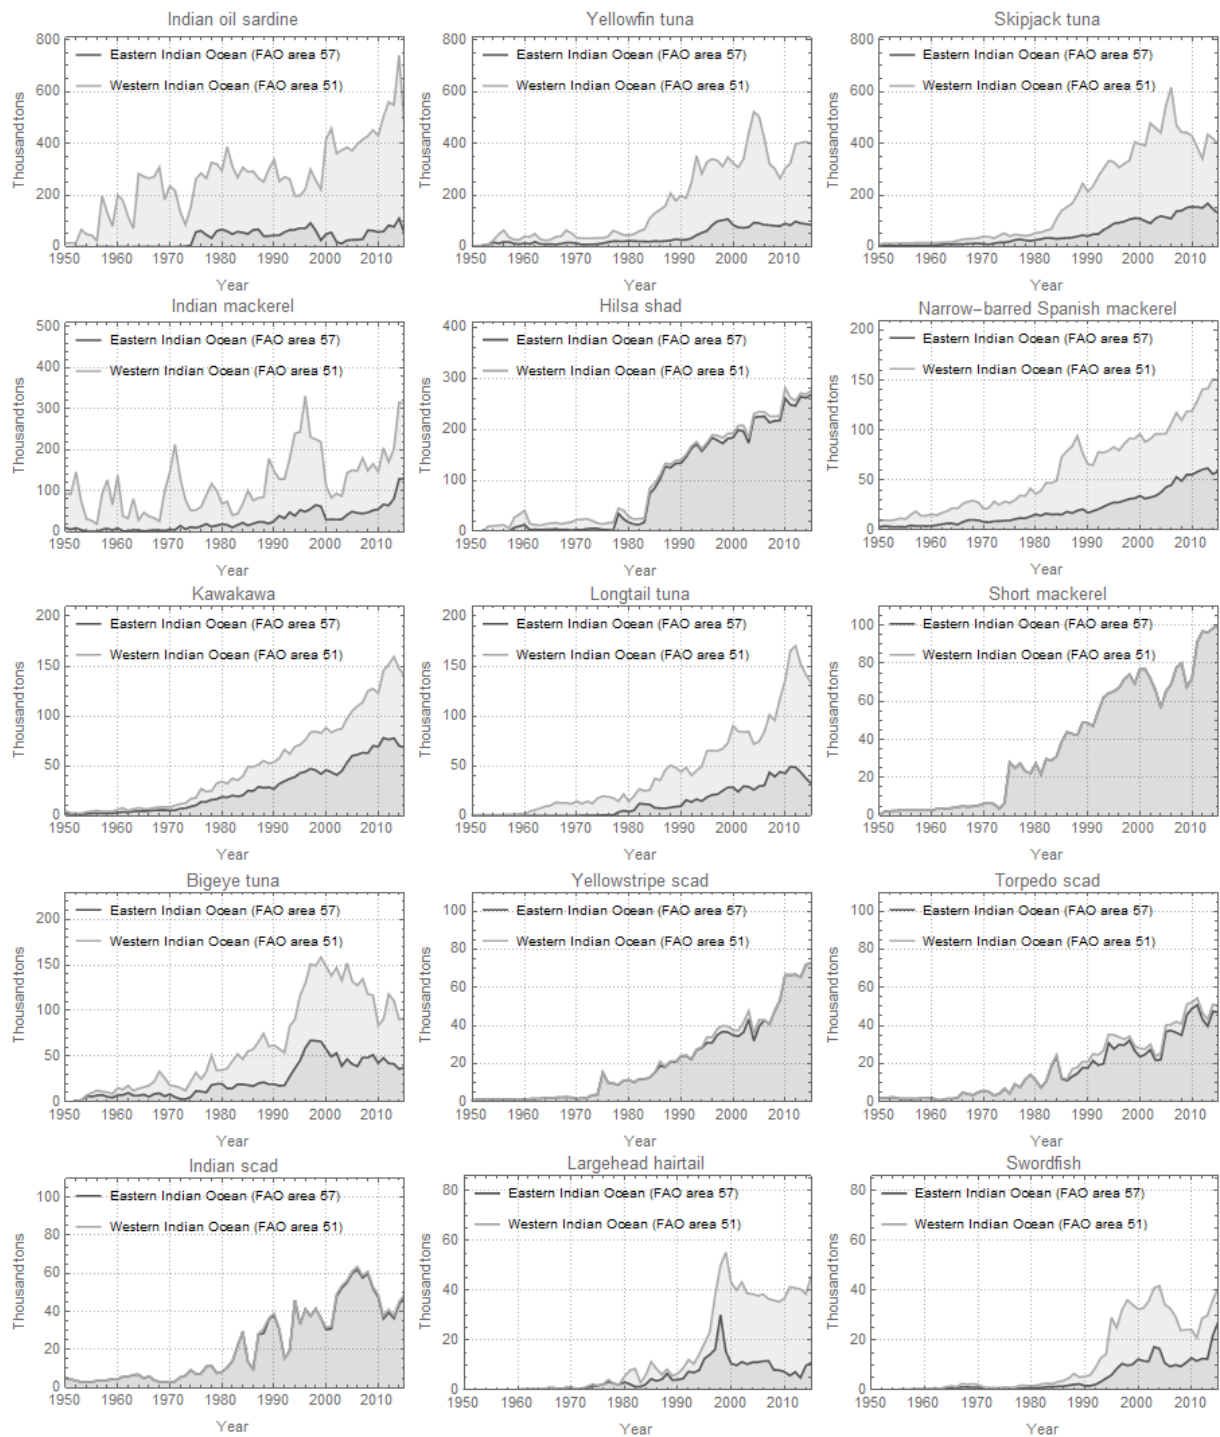 Indian oil sardine
Yellowfin tuna
Skipjack tuna
800
600
400
200
0
Thousand tons
Eastern Indian Ocean (FAO area 57)
Western Indian Ocean (FAO area 51)
1950 1960 1970 1980 1990 2000 2010
Year
800
600
400
200
0
Thousand tons
Eastern Indian Ocean (FAO area 57)
Western Indian Ocean (FAO area 51)
1950 1960 1970 1980 1990 2000 2010
Year
800
600
400
200
0
Thousand tons
Eastern Indian Ocean (FAO area 57)
Western Indian Ocean (FAO area 51)
1950 1960 1970 1980 1990 2000 2010
Year
Indian mackerel
Hilsa shad
Narrow-barred Spanish mackerel
500
400
300
200
100
0
Thousand tons
Eastern Indian Ocean (FAO area 57)
Western Indian Ocean (FAO area 51)
1950 1960 1970 1980 1990 2000 2010
Year
400
300
200
100
0
Thousand tons
Eastern Indian Ocean (FAO area 57)
Western Indian Ocean (FAO area 51)
1950 1960 1970 1980 1990 2000 2010
Year
200
150
100
50
0
Thousand tons
Eastern Indian Ocean (FAO area 57)
Western Indian Ocean (FAO area 51)
1950 1960 1970 1980 1990 2000 2010
Year
Kawakawa
Longtail tuna
Short mackerel
200
150
100
50
0
Thousand tons
Eastern Indian Ocean (FAO area 57)
Western Indian Ocean (FAO area 51)
1950 1960 1970 1980 1990 2000 2010
Year
200
150
100
50
0
Thousand tons
Eastern Indian Ocean (FAO area 57)
Western Indian Ocean (FAO area 51)
1950 1960 1970 1980 1990 2000 2010
Year
100
80
60
40
20
0
Thousand tons
Eastern Indian Ocean (FAO area 57)
Western Indian Ocean (FAO area 51)
1950 1960 1970 1980 1990 2000 2010
Year
Bigeye tuna
Yellowstripe scad
Torpedo scad
200
150
100
50
0
Thousand tons
Eastern Indian Ocean (FAO area 57)
Western Indian Ocean (FAO area 51)
1950 1960 1970 1980 1990 2000 2010
Year
100
80
60
40
20
0
Thousand tons
Eastern Indian Ocean (FAO area 57)
Western Indian Ocean (FAO area 51)
1950 1960 1970 1980 1990 2000 2010
Year
100
80
60
40
20
0
Thousand tons
Eastern Indian Ocean (FAO area 57)
Western Indian Ocean (FAO area 51)
1950 1960 1970 1980 1990 2000 2010
Year
Indian scad
Largehead hairtail
Swordfish
100
80
60
40
20
0
Thousand tons
Eastern Indian Ocean (FAO area 57)
Western Indian Ocean (FAO area 51)
1950 1960 1970 1980 1990 2000 2010
Year
80
60
40
20
0
Thousand tons
Eastern Indian Ocean (FAO area 57)
Western Indian Ocean (FAO area 51)
1950 1960 1970 1980 1990 2000 2010
Year
80
60
40
20
0
Thousand tons
Eastern Indian Ocean (FAO area 57)
Western Indian Ocean (FAO area 51)
1950 1960 1970 1980 1990 2000 2010
Year